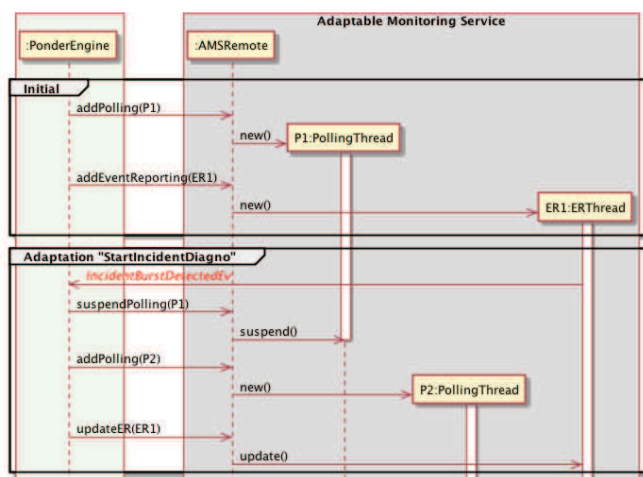 Adaptable Monitoring Service
:PonderEngine
:AMSRemote
Initial
addPolling(P1)
new()
P1:PollingThread
addEventReporting(ER1)
new()
ER1:ERThread
Adaptation "StartIncidentDiagno"
IncidentBurstDetectedEv
suspendPolling(P1)
suspend()
addPolling(P2)
new()
P2:PollingThread
updateER(ER1)
update()